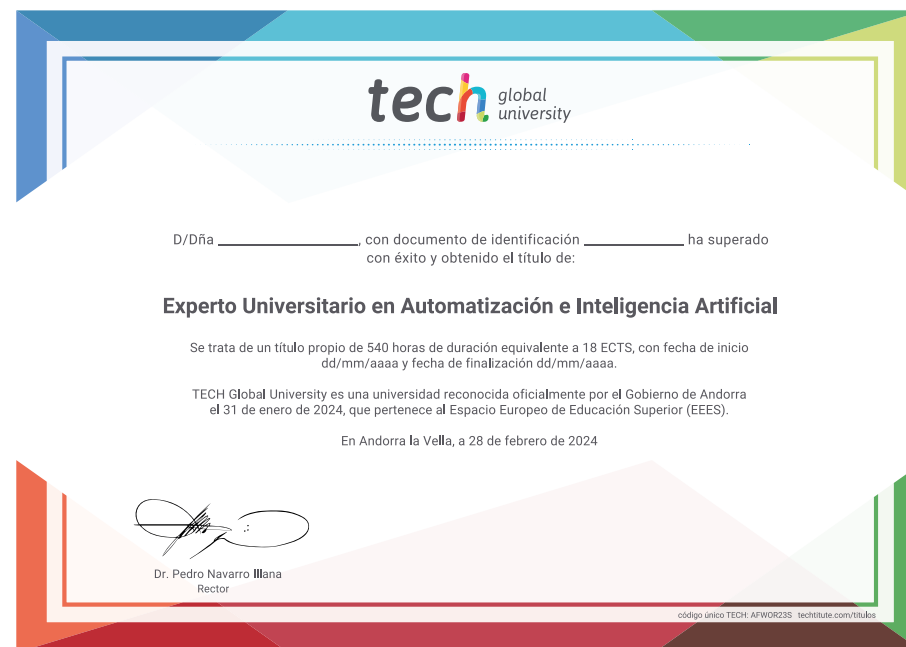 tech global university
D/Dña ____________________, con documento de identificación ______________ ha superado
con éxito y obtenido el título de:
Experto Universitario en Automatización e Inteligencia Artificial
Se trata de un título propio de 540 horas de duración equivalente a 18 ECTS, con fecha de inicio
dd/mm/aaaa y fecha de finalización dd/mm/aaaa.
TECH Global University es una universidad reconocida oficialmente por el Gobierno de Andorra
el 31 de enero de 2024, que pertenece al Espacio Europeo de Educación Superior (EEES).
En Andorra la Vella, a 28 de febrero de 2024
Dr. Pedro Navarro Illana
Rector
código único TECH: AFWOR23S techtitute.com/titulos